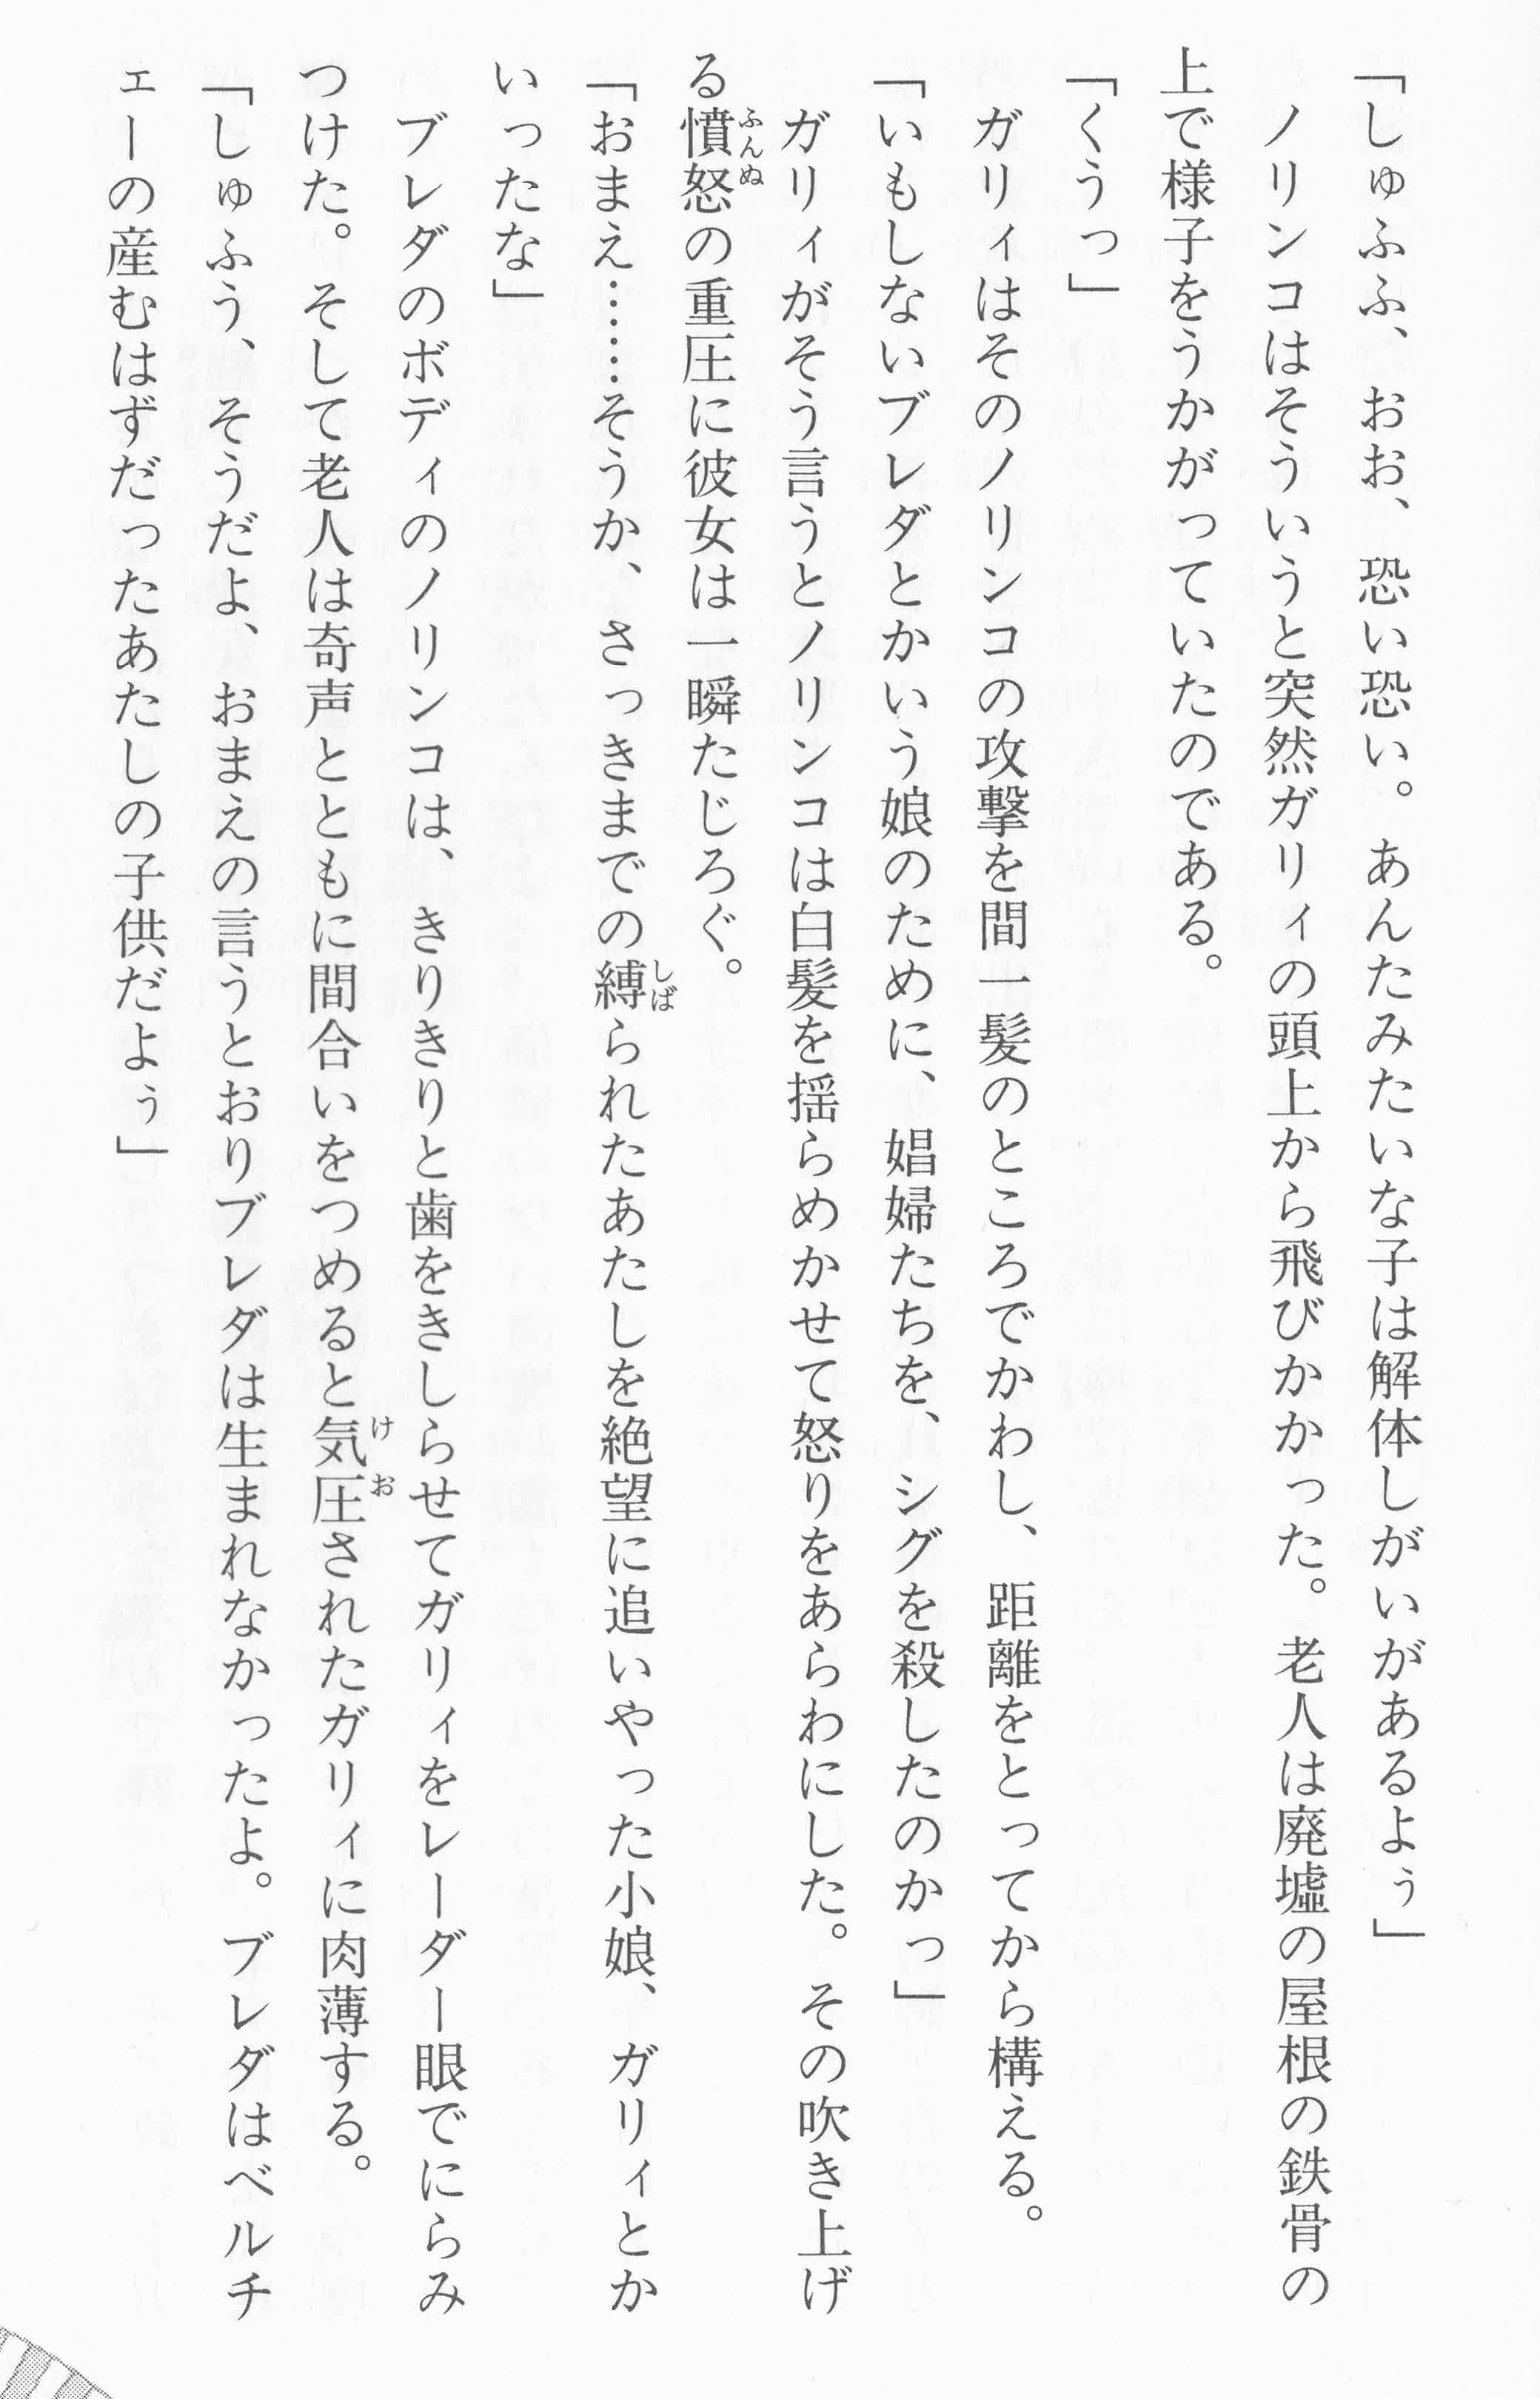 「しゅふふ、おお、恐い恐い。あんたみたいな子は解体しがいがあるよぅ」
　ノリンコはそういうと突然ガリィの頭上から飛びかかった。老人は廃墟の屋根の鉄骨の
上で様子をうかがっていたのである。
「くうっ」
　ガリィはそのノリンコの攻撃を間一髪のところでかわし、距離をとってから構える。
「いもしないブレダとかいう娘のために、娼婦たちを、シグを殺したのかっ」
　ガリィがそう言うとノリンコは白髪を揺らめかせて怒りをあらわにした。その吹き上げ
る憤怒の重圧に彼女は一瞬たじろぐ。
「おまえ……そうか、さっきまでの縛られたあたしを絶望に追いやった小娘、ガリィとか
いったな」
　ブレダのボディのノリンコは、きりきりと歯をきしらせてガリィをレーダー眼でにらみ
つけた。そして老人は奇声とともに間合いをつめると気圧されたガリィに肉薄する。
「しゅふう、そうだよ、おまえの言うとおりブレダは生まれなかったよ。ブレダはベルチ
ェーの産むはずだったあたしの子供だよぅ」